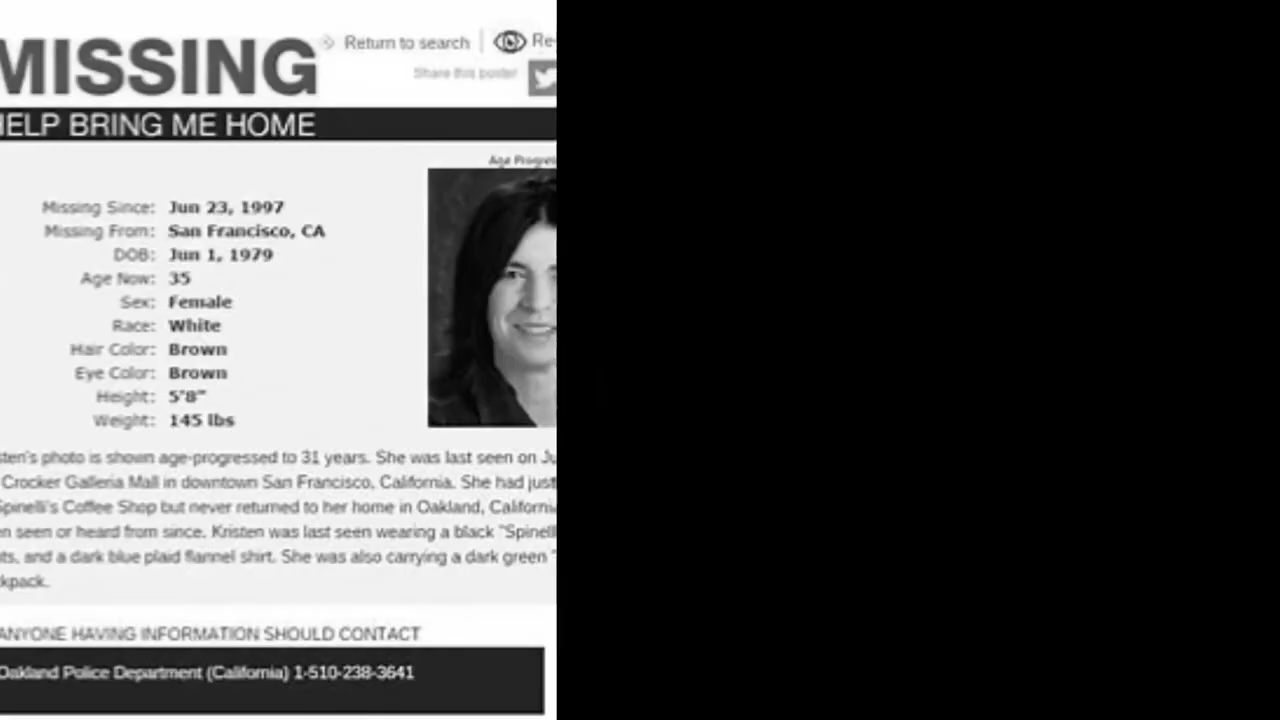 MISSING
Return to search
Share this poster
HELP BRING ME HOME
Age
Missing Since: Jun 23, 1997
Missing From: San Francisco, CA
DOB: Jun 1, 1979
Age Now: 35
Sex: Female
Race: White
Hair Color: Brown
Eye Color: Brown
Height: 5'8"
Weight: 145 lbs
sten's photo is shown age-progressed to 31 years. She was last seen on
Crocker Galleria Mall in downtown San Francisco, California. She had just
Spinelli's Coffee Shop but never returned to her home in Oakland,
n seen or heard from since. Kristen was last seen wearing a black "Spinell
ts, and a dark blue plaid flannel shirt. She was also carrying a dark green "
kpack.
ANYONE HAVING INFORMATION SHOULD CONTACT
Oakland Police Department (California) 1-510-238-3641